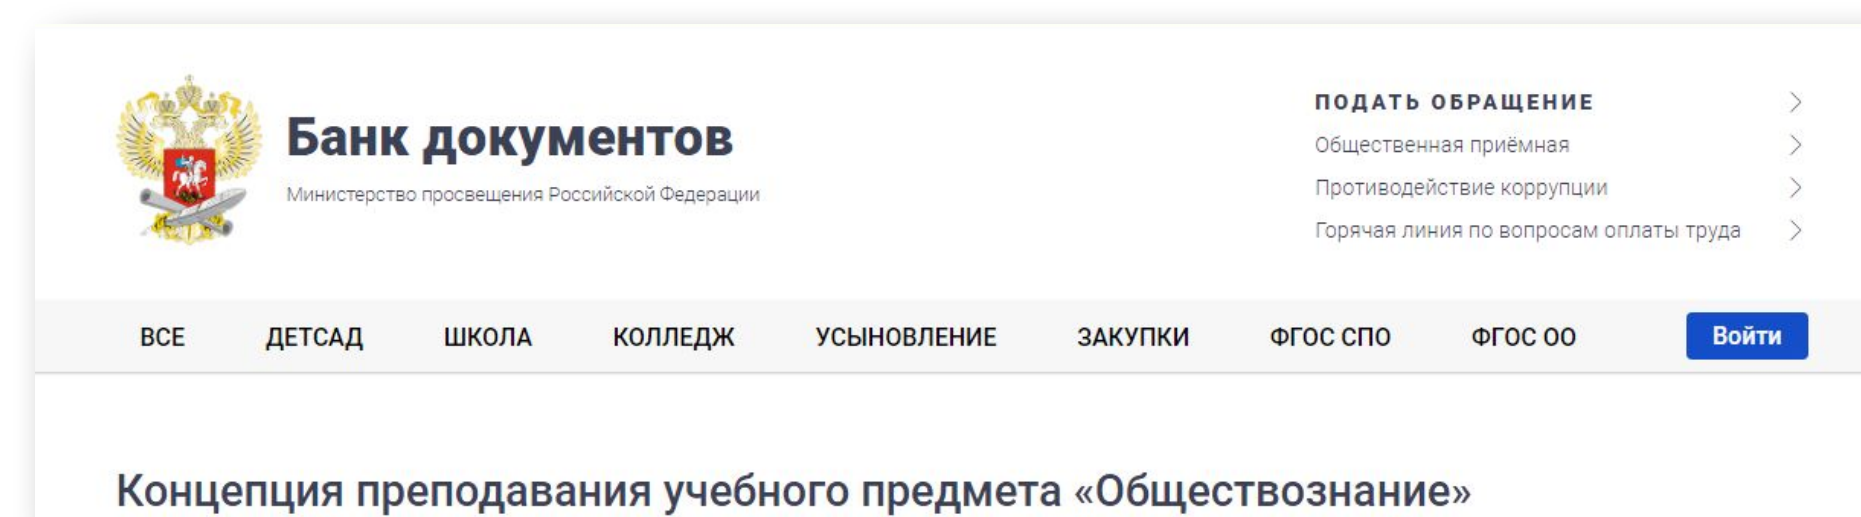 Банк документов
Министерство просвещения Российской Федерации
ПОДАТЬ ОБРАЩЕНИЕ
Общественная приёмная
Противодействие коррупции
Горячая линия по вопросам оплаты труда
ВСЕ ДЕТСАД ШКОЛА КОЛЛЕДЖ УСЫНОВЛЕНИЕ ЗАКУПКИ ФГОС СПО ФГОС ОО Войти
Концепция преподавания учебного предмета «Обществознание»